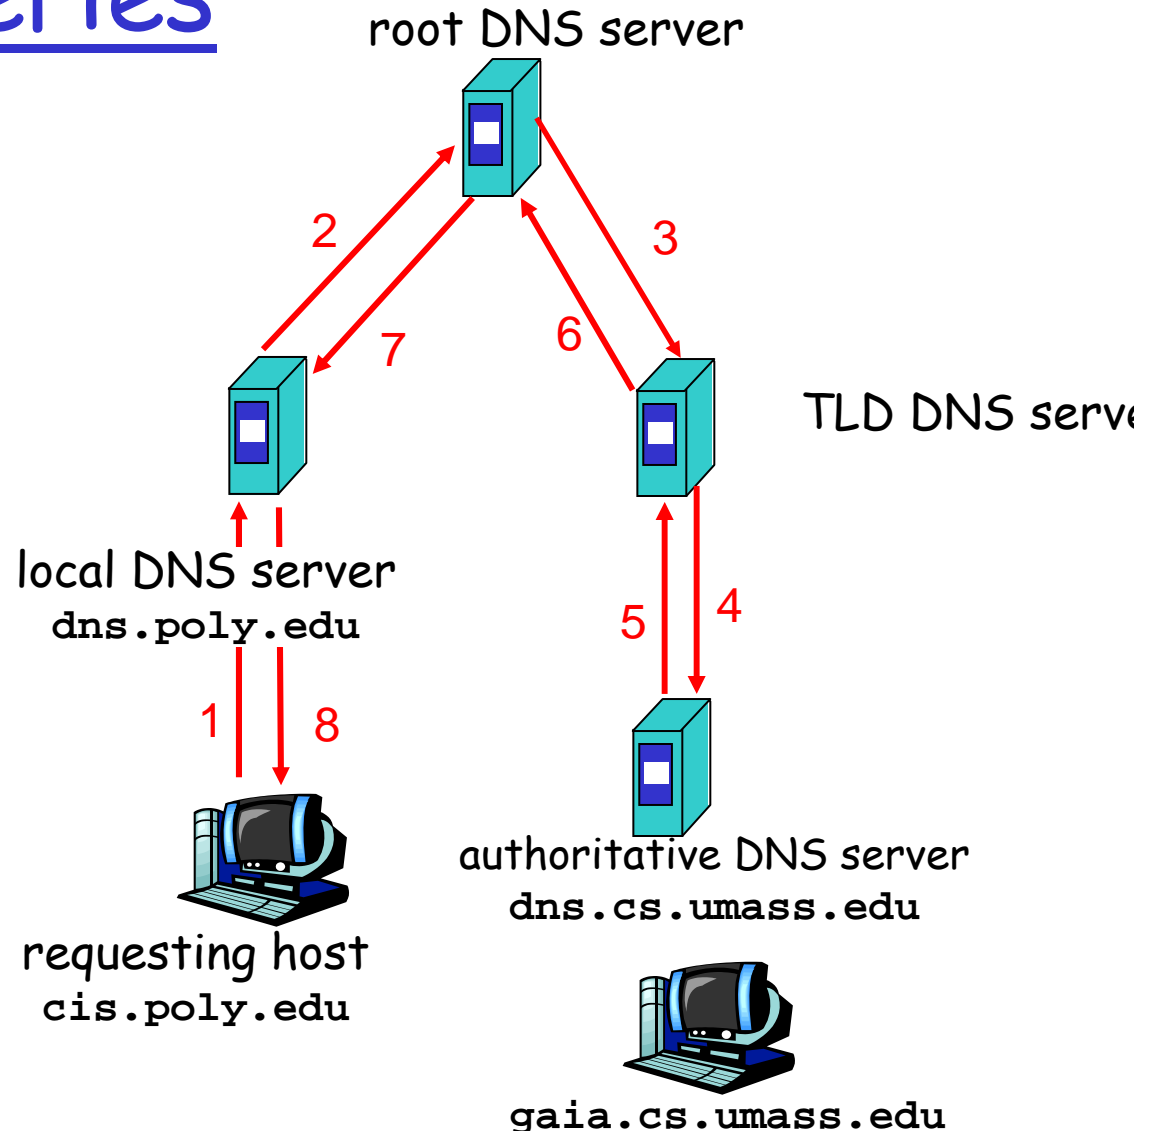 root DNS server
2
3
7
6
TLD DNS
local DNS server
dns.poly.edu
5
4
1
8
authoritative DNS server
dns.cs.umass.edu
requesting host
cis.poly.edu
gaia.cs.umass.edu